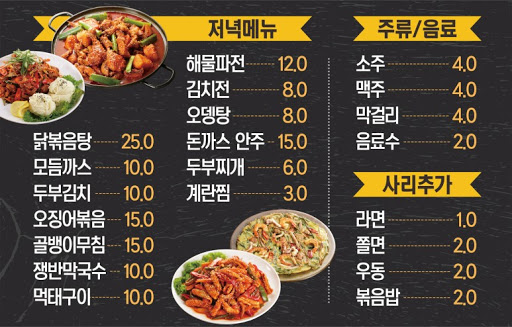 저녁메뉴
닭볶음탕 25.0
모듬까스 10.0
두부김치 10.0
오징어볶음 15.0
골뱅이무침 15.0
쟁반막국수 10.0
먹태구이 10.0
해물파전 12.0
김치전 8.0
오뎅탕 8.0
돈까스 안주 15.0
두부찌개 6.0
계란찜 3.0
주류/음료
소주 4.0
맥주 4.0
막걸리 4.0
음료수 2.0
사리추가
라면 1.0
쫄면 2.0
우동 2.0
볶음밥 2.0